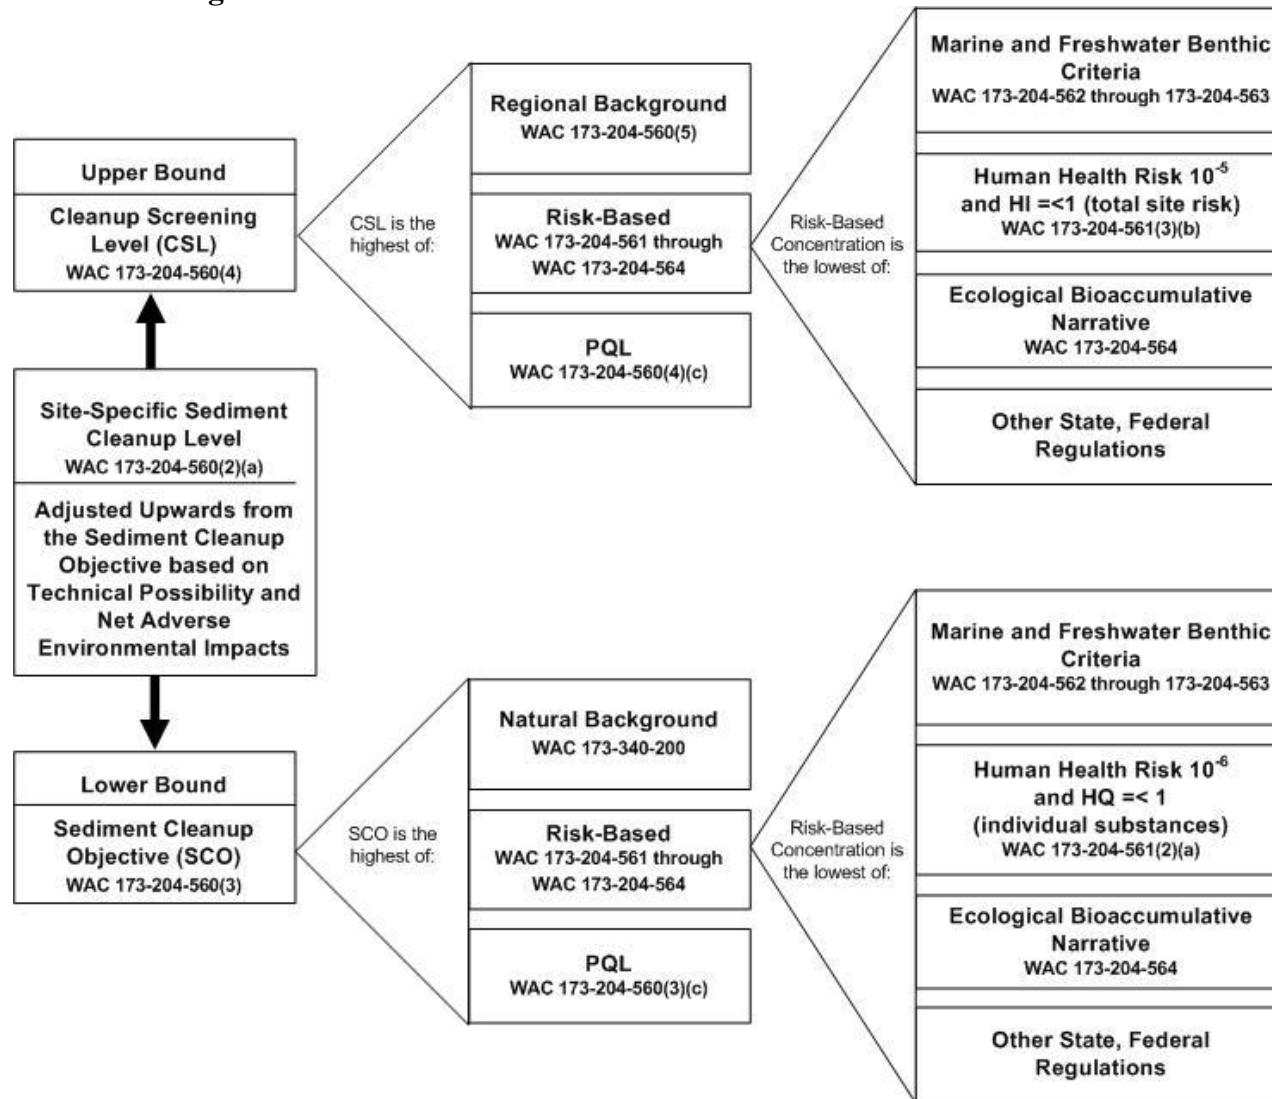 Upper Bound
Cleanup Screening
Level (CSL)
WAC 173-204-560(4)
Site-Specific Sediment
Cleanup Level
WAC 173-204-560(2)(a)
Adjusted Upwards from
the Sediment Cleanup
Objective based on
Technical Possibility and
Net Adverse
Environmental Impacts
Lower Bound
Sediment Cleanup
Objective (SCO)
WAC 173-204-560(3)
CSL is the
highest of:
Regional Background
WAC 173-204-560(5)
Risk-Based
WAC 173-204-561 through
WAC 173-204-564
PQL
WAC 173-204-560(4)(c)
Risk-Based
Concentration is
the lowest of:
Marine and Freshwater Benthic
Criteria
WAC 173-204-562 through 173-204-563
Human Health Risk 10⁻⁵
and HI =<1 (total site risk)
WAC 173-204-561(3)(b)
Ecological Bioaccumulative
Narrative
WAC 173-204-564
Other State, Federal
Regulations
SCO is the
highest of:
Natural Background
WAC 173-340-200
Risk-Based
WAC 173-204-561 through
WAC 173-204-564
PQL
WAC 173-204-560(3)(c)
Risk-Based
Concentration is
the lowest of:
Marine and Freshwater Benthic
Criteria
WAC 173-204-562 through 173-204-563
Human Health Risk 10⁻⁶
and HQ =< 1
(individual substances)
WAC 173-204-561(2)(a)
Ecological Bioaccumulative
Narrative
WAC 173-204-564
Other State, Federal
Regulations